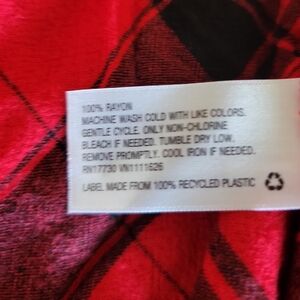 100% RAYON
MACHINE WASH COLD WITH LIKE COLORS.
GENTLE CYCLE. ONLY NON-CHLORINE
BLEACH IF NEEDED. TUMBLE DRY LOW.
REMOVE PROMPTLY. COOL IRON IF NEEDED.
RN17730 VN1111626
LABEL MADE FROM 100% RECYCLED PLASTIC